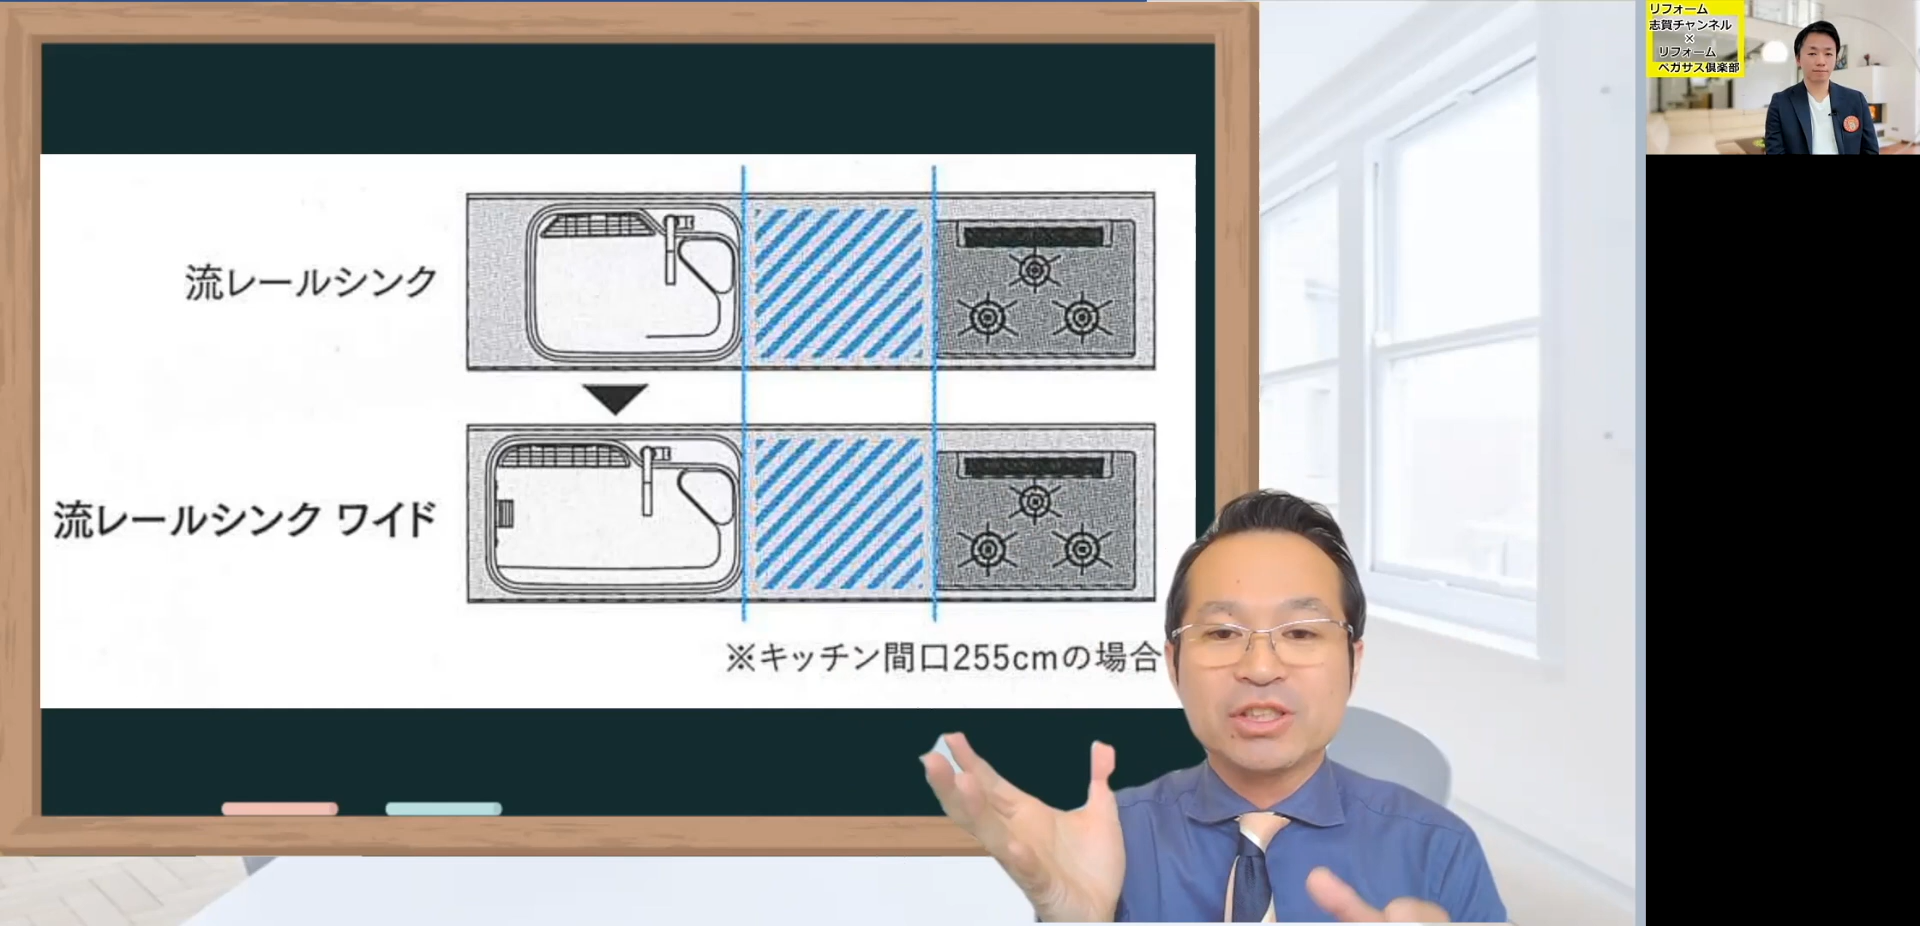 流レールシンク
流レールシンク ワイド
※キッチン間口255cmの場合
リフォーム
志賀チャンネル
×
リフォーム
ペガサス倶楽部